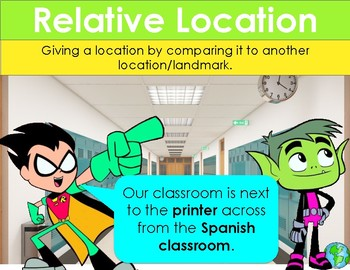 Relative Location
Giving a location by comparing it to another
location/landmark.
Our classroom is next
to the printer across
from the Spanish
classroom.